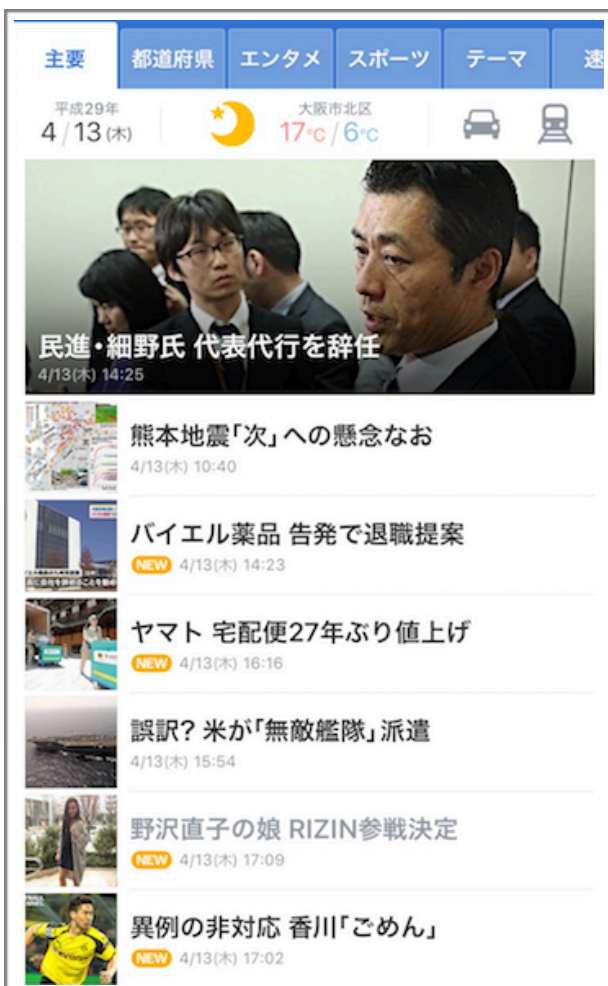 主要
都道府県
エンタメ
スポーツ
テーマ
速
平成29年
4/13(木)
大阪市北区
17℃/6℃
民進・細野氏 代表代行を辞任
4/13(木) 14:25
熊本地震「次」への懸念なお
4/13(木) 10:40
バイエル薬品 告発で退職提案
NEW 4/13(木) 14:23
ヤマト 宅配便27年ぶり値上げ
NEW 4/13(木) 16:16
誤訳? 米が「無敵艦隊」派遣
4/13(木) 15:54
野沢直子の娘 RIZIN参戦決定
NEW 4/13(木) 17:09
異例の非対応 香川「ごめん」
NEW 4/13(木) 17:02